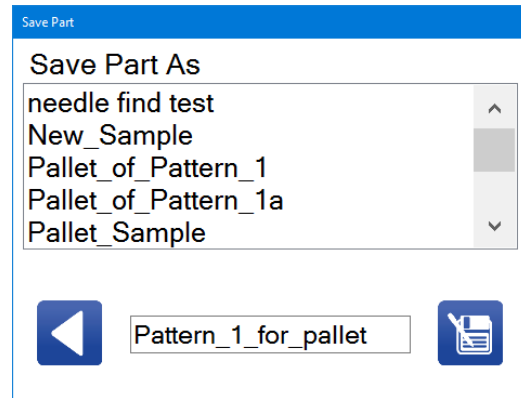 Save Part
Save Part As
needle find test
New_Sample
Pallet_of_Pattern_1
Pallet_of_Pattern_1a
Pallet_Sample
Pattern_1_for_pallet